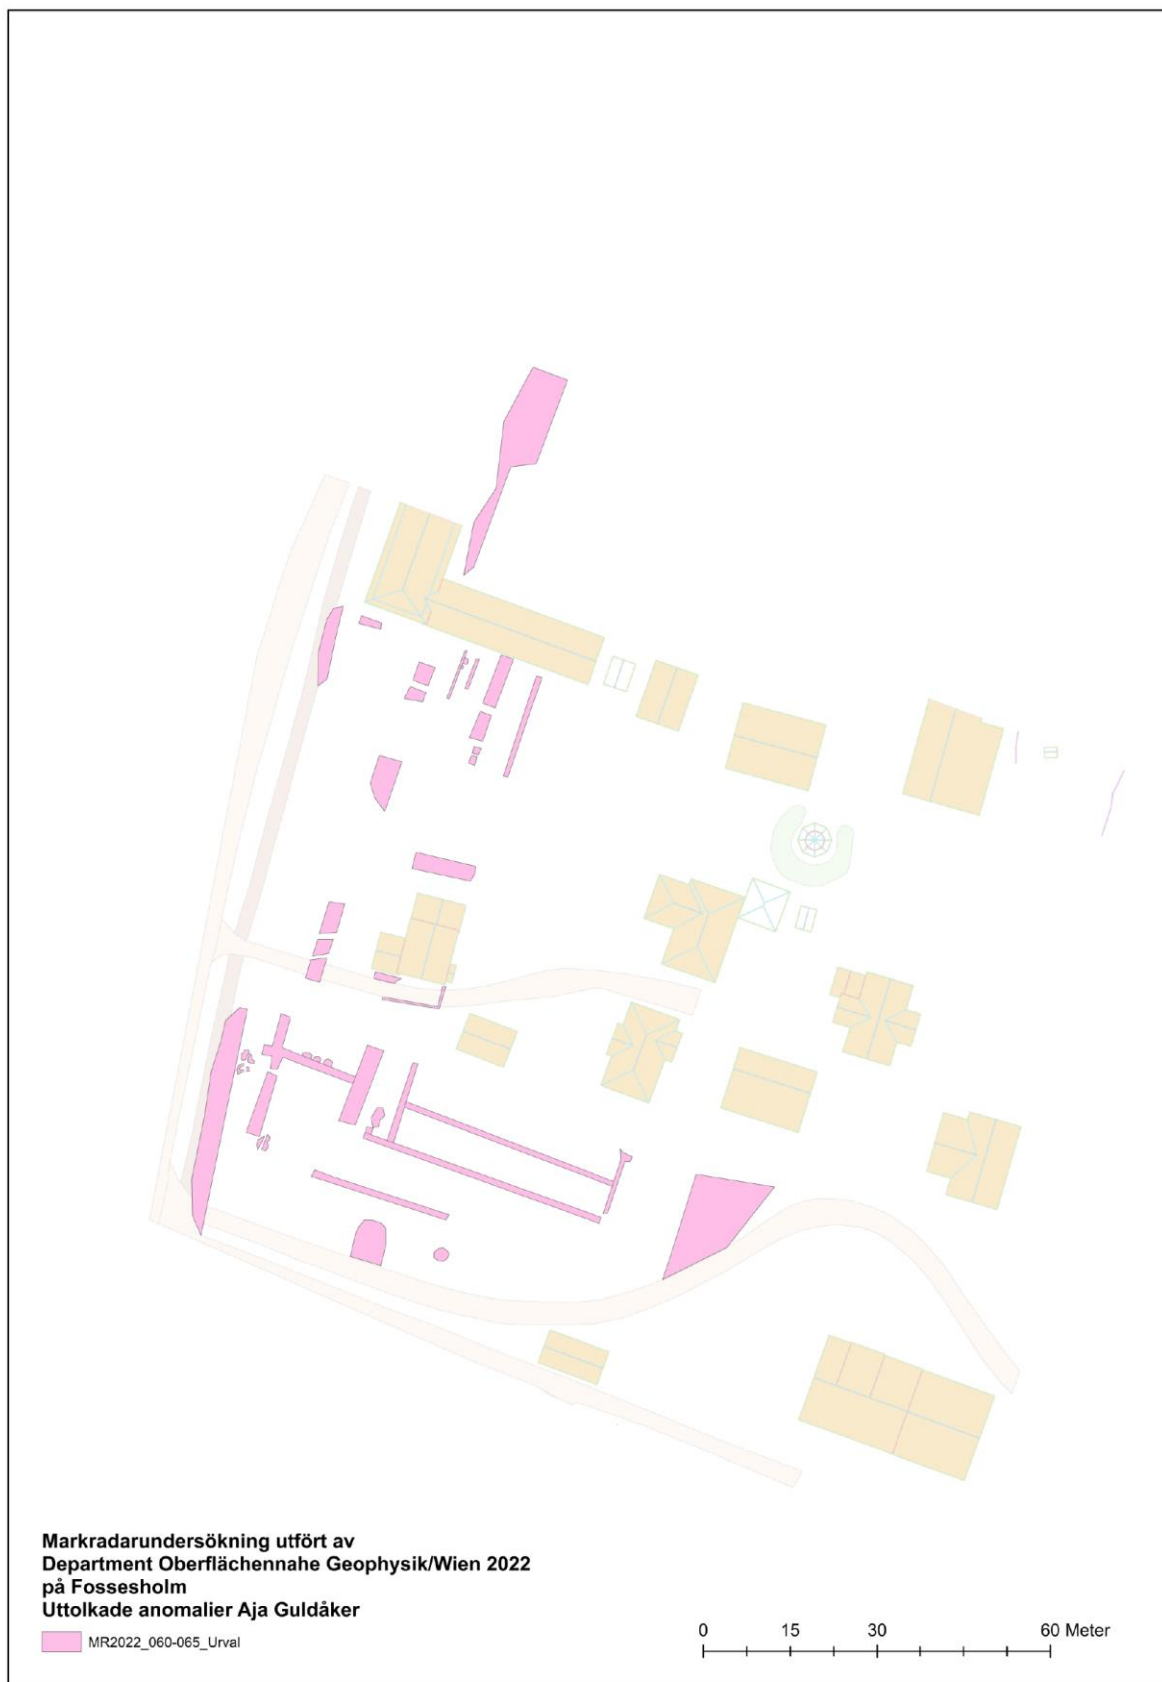 Markradarundersökning utfört av
Department Oberflächennahe Geophysik/Wien 2022
på Fossesholm
Uttolkade anomalier Aja Guldåker
MR2022_060-065_Urval
0 15 30 60 Meter